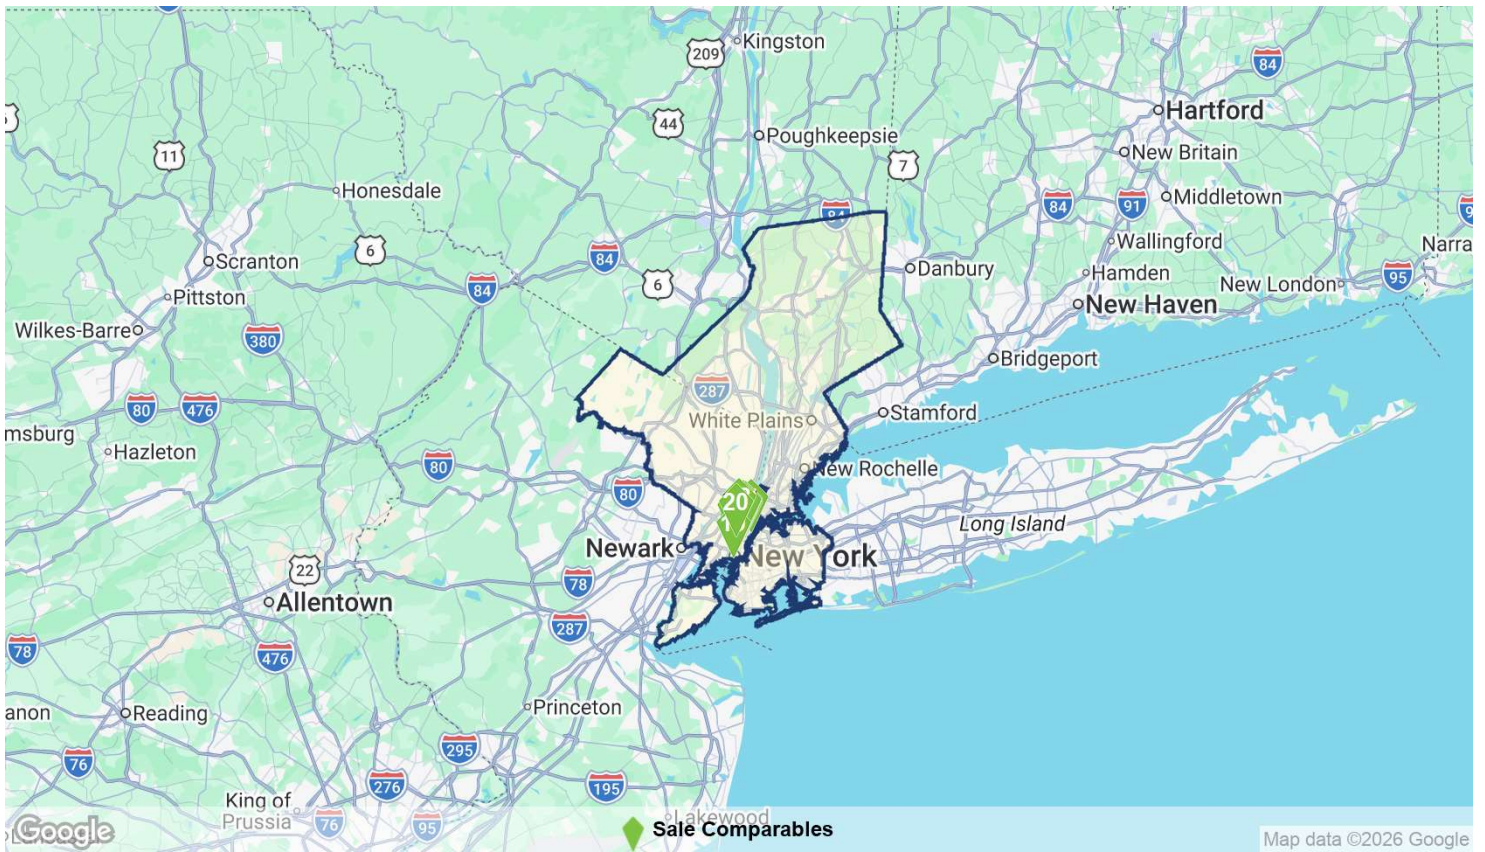 Kingston
209
84
Hartford
44
Poughkeepsie
11
New Britain
7
Honesdale
84
91
Middletown
84
6
Wallingford
Scranton
84
Danbury
Hamden
Narra
95
Pittston
84
6
New London
New Haven
Wilkes-Barre
380
Bridgeport
287
80
476
White Plains
Stamford
msburg
Hazleton
80
New Rochelle
80
20
1
Long Island
Newark
New York
22
78
Allentown
287
78
476
Princeton
anon
Reading
295
76
276
195
King of
Prussia
76
95
Lakewood
Sale Comparables
Google
Map data ©2026 Google